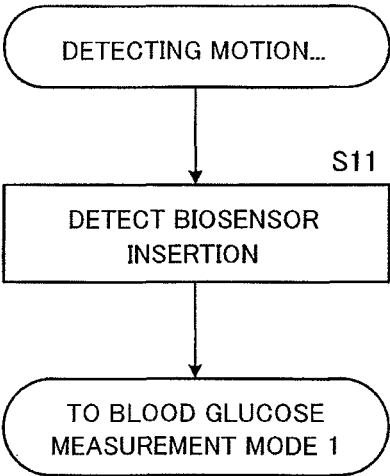 DETECTING MOTION...
S11
DETECT BIOSENSOR
INSERTION
TO BLOOD GLUCOSE
MEASUREMENT MODE 1